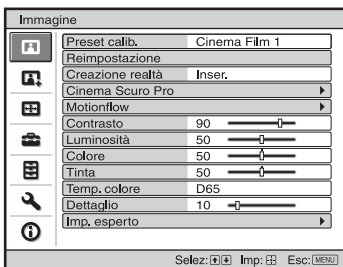 Immagine
Preset calib. Cinema Film 1
Reimpostazione
Creazione realtà Inser.
Cinema Scuro Pro
Motionflow
Contrasto 90
Luminosità 50
Colore 50
Tinta 50
Temp. colore D65
Dettaglio 10
Imp. esperto
Selez: Imp: Esc: MENU